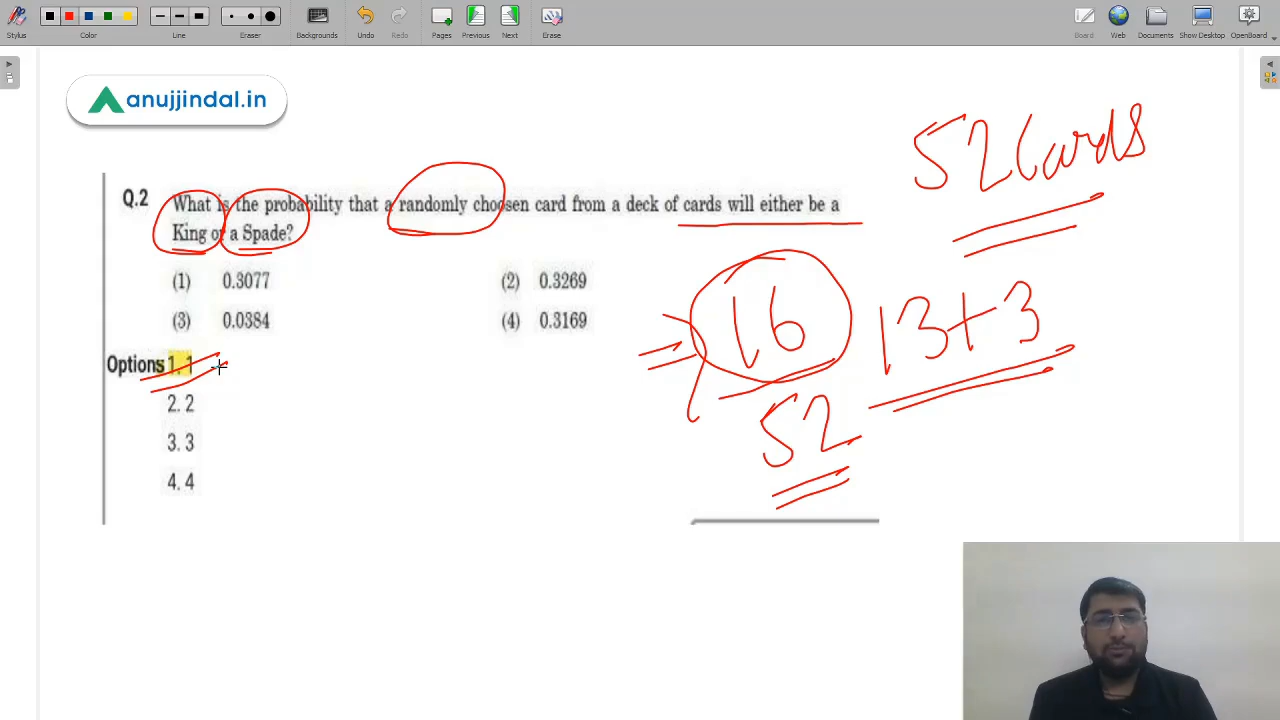 Stylus
Color
Line
Eraser
Backgrounds
Undo
Redo
Pages
Previous
Next
Erase
Board
Web
Documents
Show Desktop
OpenBoard
anujjindal.in
52 Cards
Q.2 What is the probability that a randomly choosen card from a deck of cards will either be a
King or a Spade?
(1) 0.3077 (2) 0.3269
(3) 0.0384 (4) 0.3169
16 13+3
52
Options 1. 1
2. 2
3. 3
4. 4